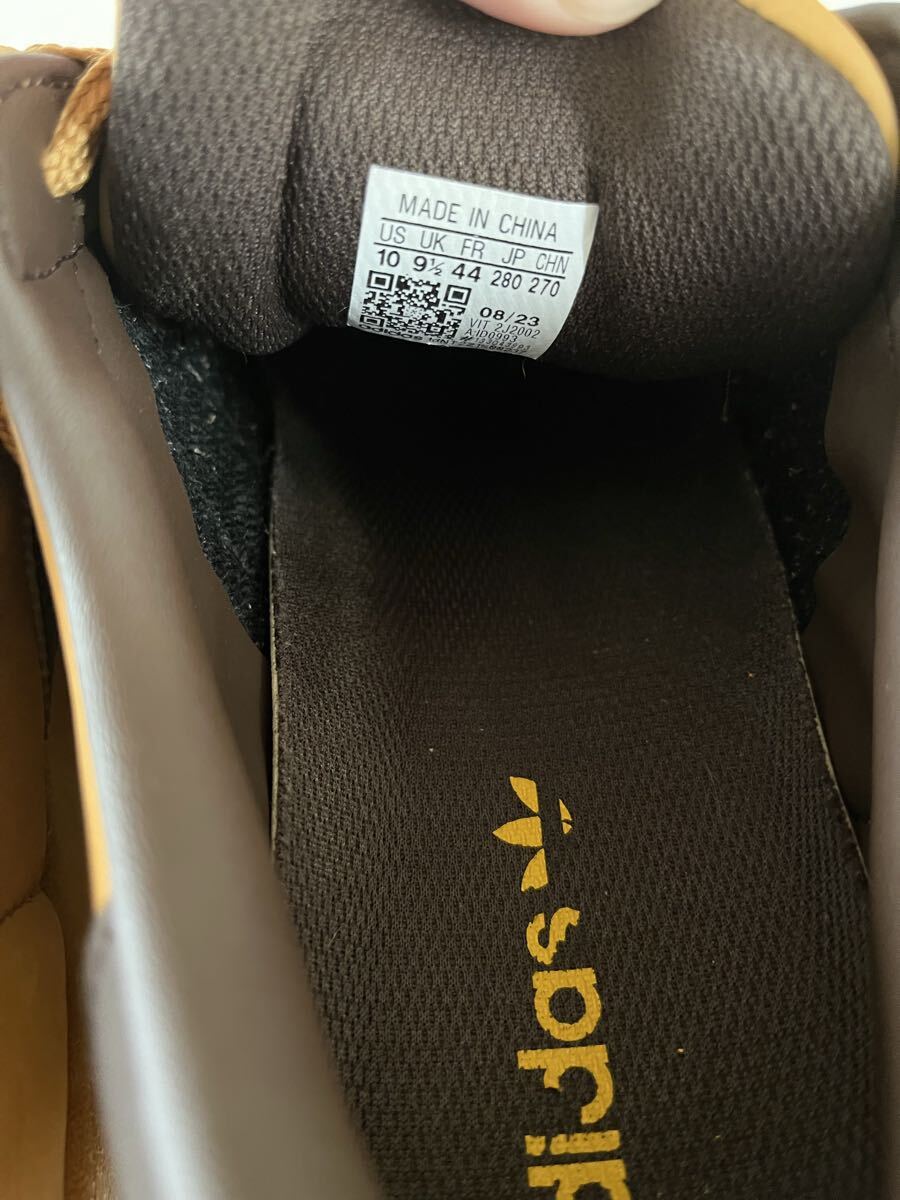 MADE IN CHINA
US UK FR JP CHN
10 9½ 44 280 270
08/23
VIT 2J2002
adidas